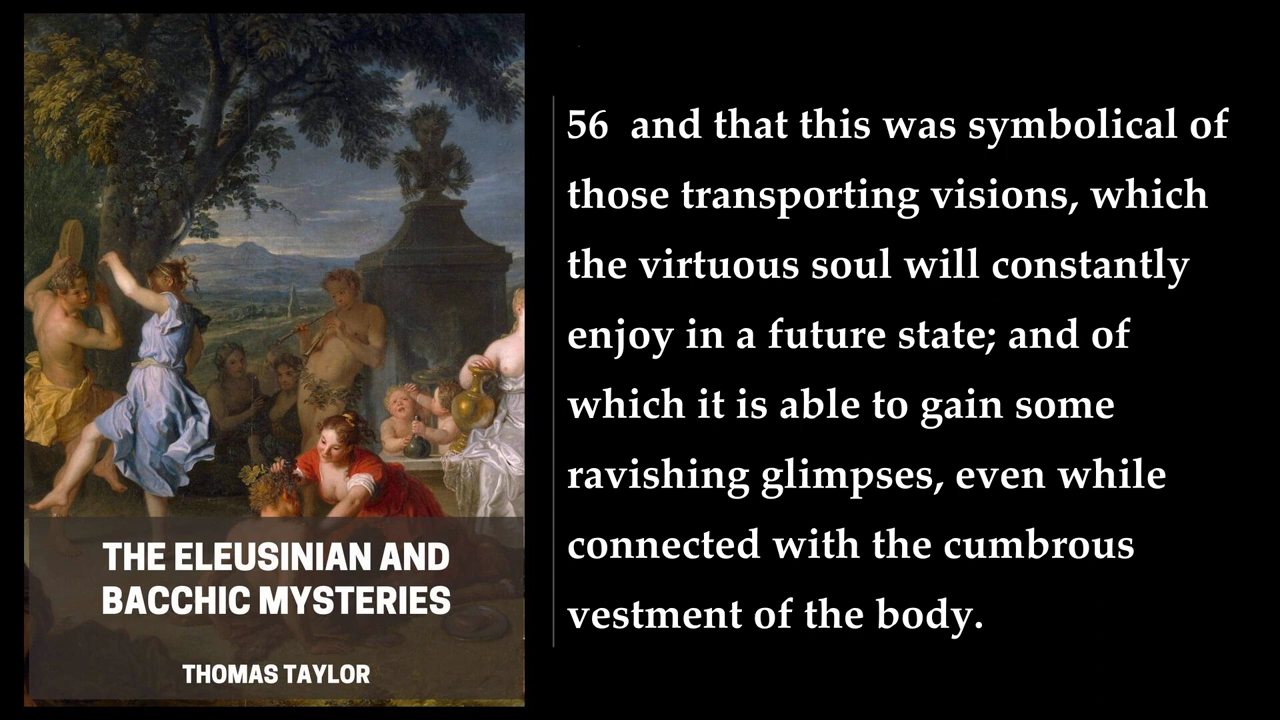 56  and that this was symbolical of
those transporting visions, which
the virtuous soul will constantly
enjoy in a future state; and of
which it is able to gain some
ravishing glimpses, even while
connected with the cumbrous
vestment of the body.
THE ELEUSINIAN AND
BACCHIC MYSTERIES
THOMAS TAYLOR